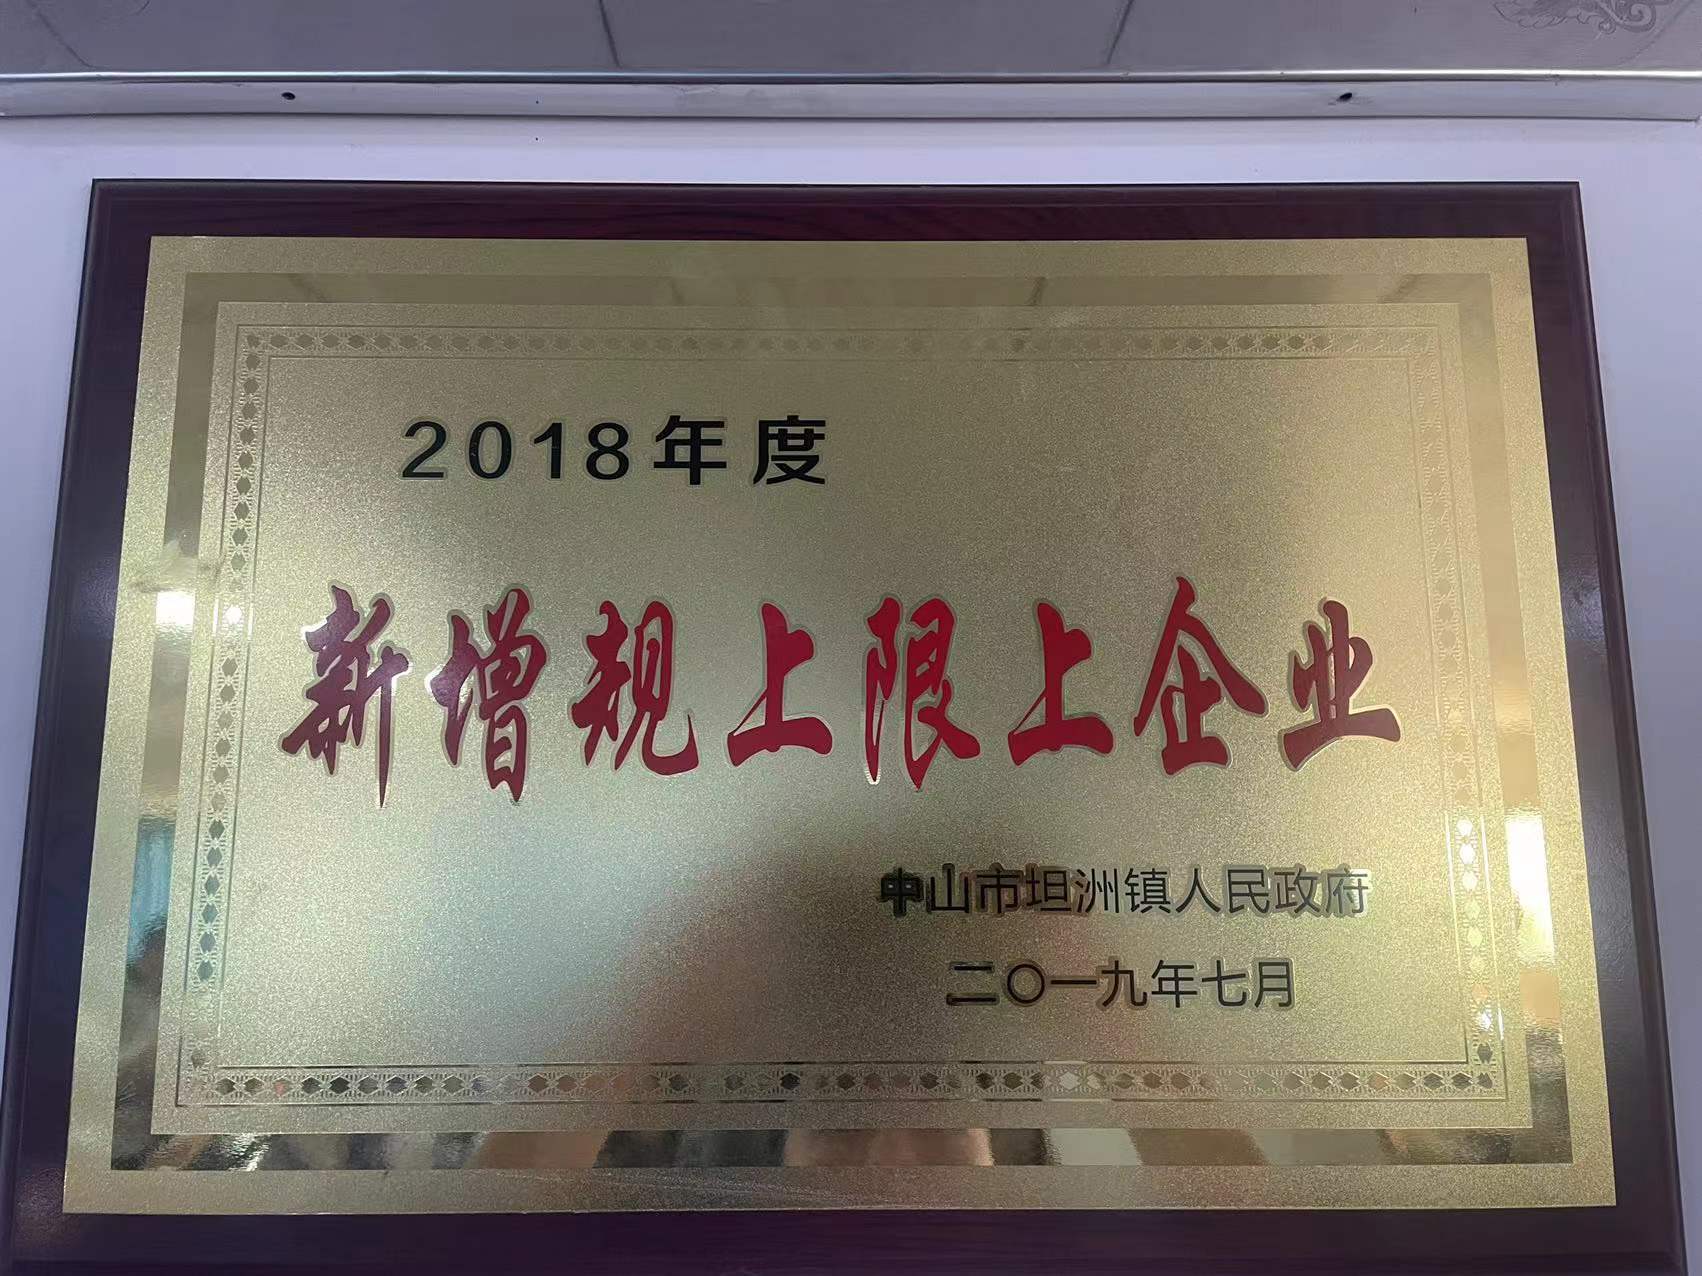 2018年度
新增规上限上企业
中山市坦洲镇人民政府
二〇一九年七月